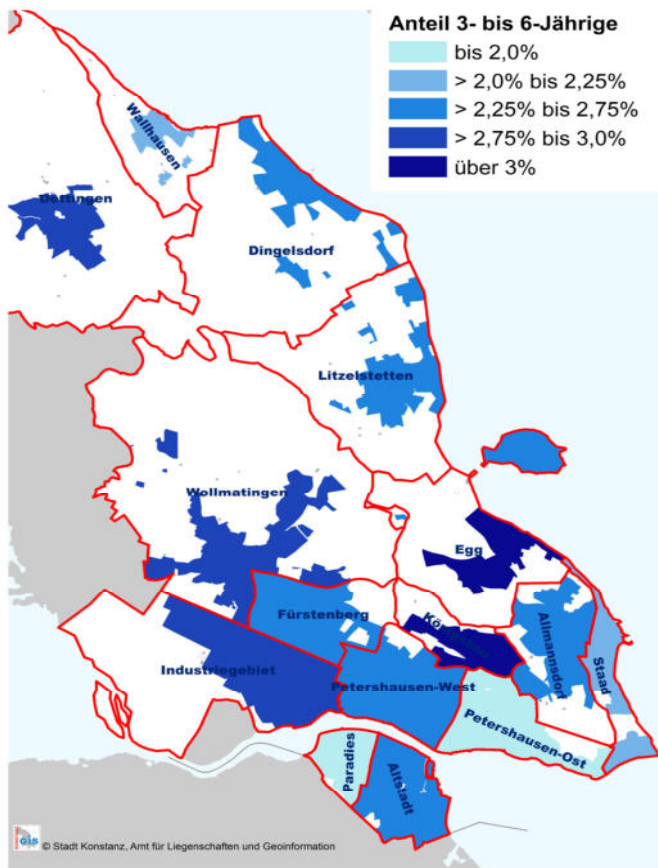 Anteil 3- bis 6-Jährige
bis 2,0%
> 2,0% bis 2,25%
> 2,25% bis 2,75%
> 2,75% bis 3,0%
über 3%
Wallhausen
Dettingen
Dingelsdorf
Litzelstetten
Wollmatingen
Egg
Fürstenberg
Königsbau
Allmannsdorf
Staad
Industriegebiet
Petershausen-West
Petershausen-Ost
Paradies
Altstadt
GIS
© Stadt Konstanz, Amt für Liegenschaften und Geoinformation